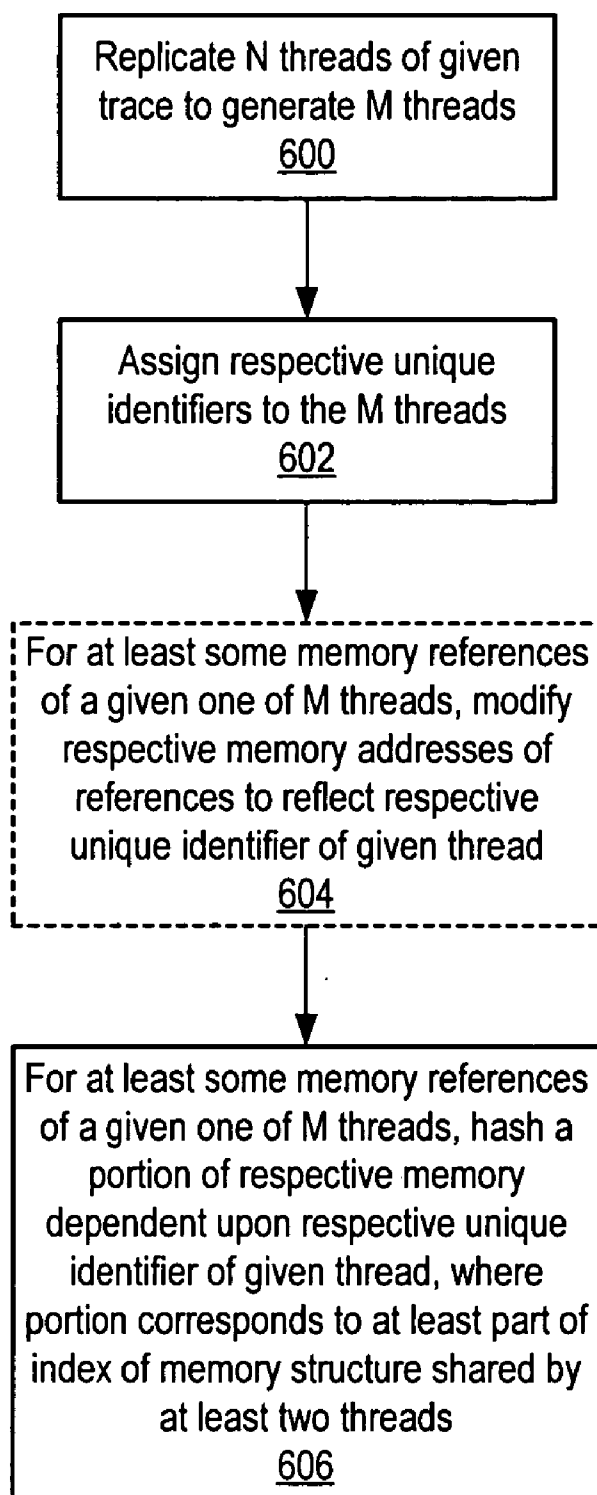 Replicate N threads of given
trace to generate M threads
600
Assign respective unique
identifiers to the M threads
602
For at least some memory references
of a given one of M threads, modify
respective memory addresses of
references to reflect respective
unique identifier of given thread
604
For at least some memory references
of a given one of M threads, hash a
portion of respective memory
dependent upon respective unique
identifier of given thread, where
portion corresponds to at least part of
index of memory structure shared by
at least two threads
606